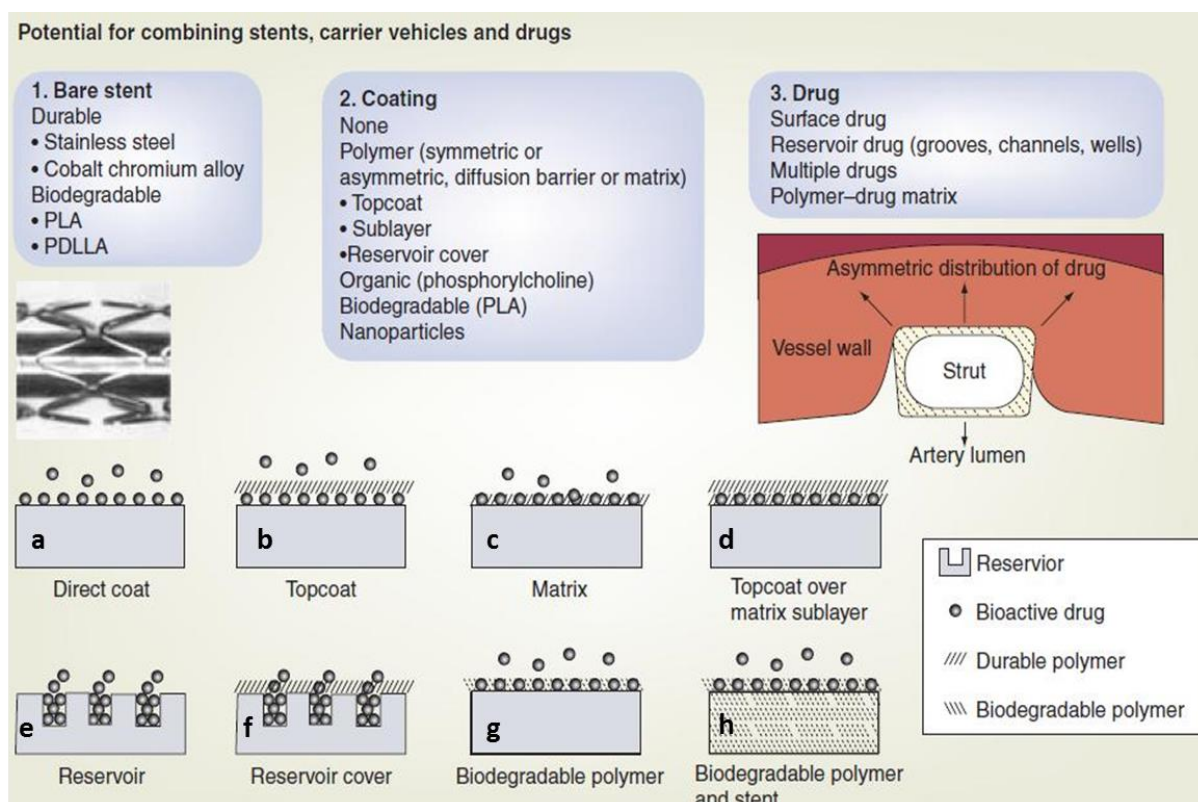 Potential for combining stents, carrier vehicles and drugs
1. Bare stent
Durable
• Stainless steel
• Cobalt chromium alloy
Biodegradable
• PLA
• PDLLA
2. Coating
None
Polymer (symmetric or
asymmetric, diffusion barrier or matrix)
• Topcoat
• Sublayer
•Reservoir cover
Organic (phosphorylcholine)
Biodegradable (PLA)
Nanoparticles
3. Drug
Surface drug
Reservoir drug (grooves, channels, wells)
Multiple drugs
Polymer–drug matrix
Asymmetric distribution of drug
Vessel wall
Strut
Artery lumen
a
Direct coat
b
Topcoat
c
Matrix
d
Topcoat over
matrix sublayer
e
Reservoir
f
Reservoir cover
g
Biodegradable polymer
h
Biodegradable polymer
and stent
Reservior
Bioactive drug
Durable polymer
Biodegradable polymer